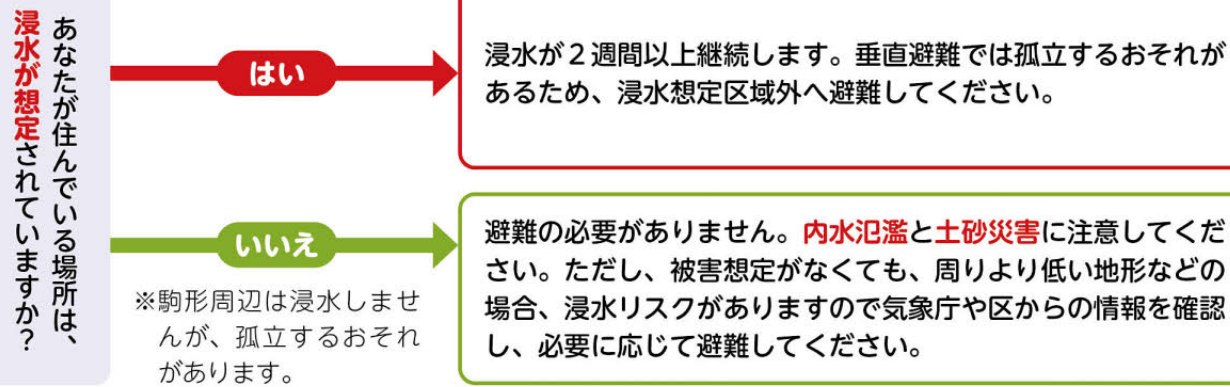 あなたが住んでいる場所は、
浸水が想定されていますか？
はい
浸水が２週間以上継続します。垂直避難では孤立するおそれが
あるため、浸水想定区域外へ避難してください。
いいえ
※駒形周辺は浸水しませ
んが、孤立するおそれ
があります。
避難の必要がありません。内水氾濫と土砂災害に注意してくだ
さい。ただし、被害想定がなくても、周りより低い地形などの
場合、浸水リスクがありますので気象庁や区からの情報を確認
し、必要に応じて避難してください。